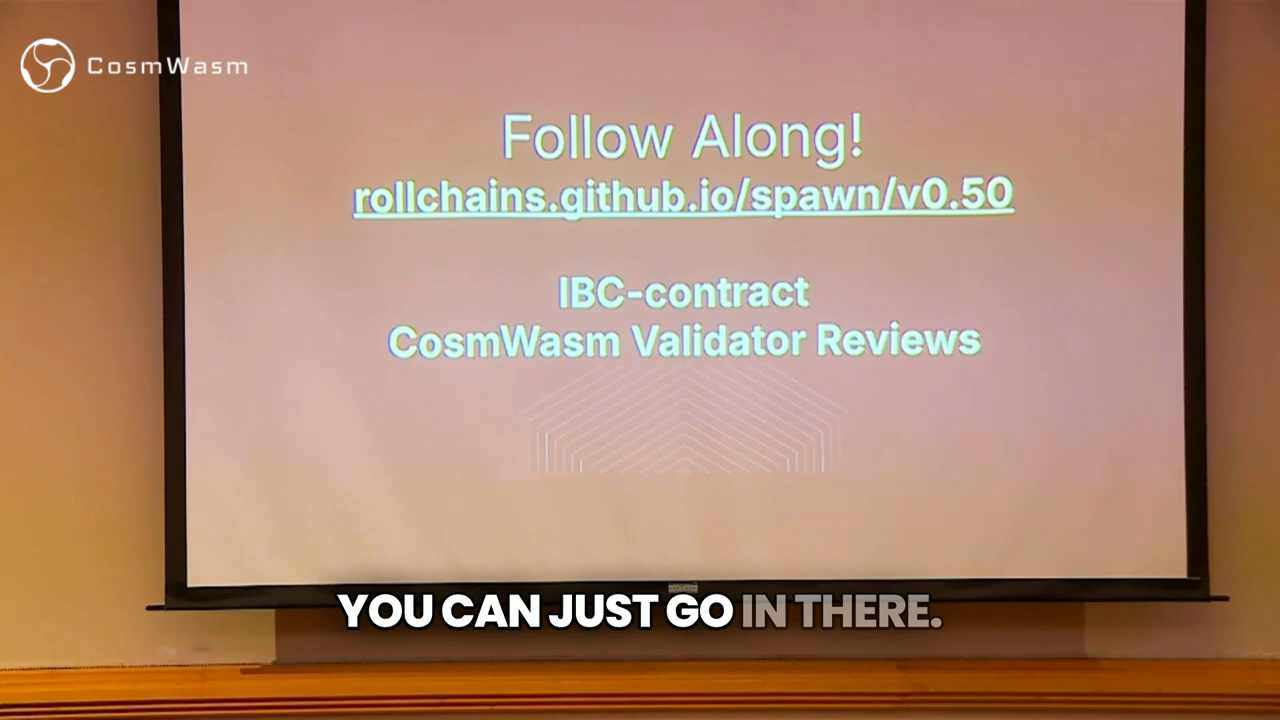 CosmWasm
Follow Along!
rollchains.github.io/spawn/v0.50
IBC-contract
CosmWasm Validator Reviews
YOU CAN JUST GO IN THERE.